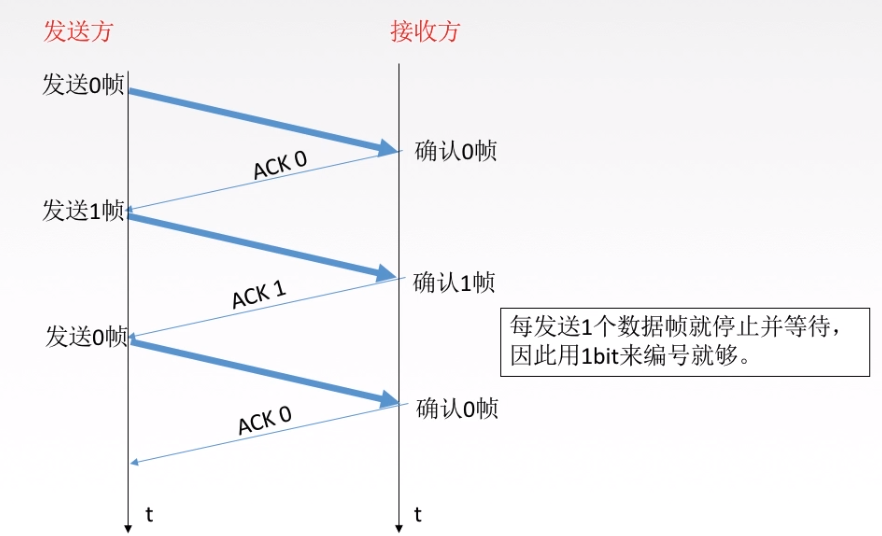 发送方
接收方
发送0帧
确认0帧
ACK 0
发送1帧
确认1帧
ACK 1
每发送1个数据帧就停止并等待，
因此用1bit来编号就够。
发送0帧
确认0帧
ACK 0
t
t